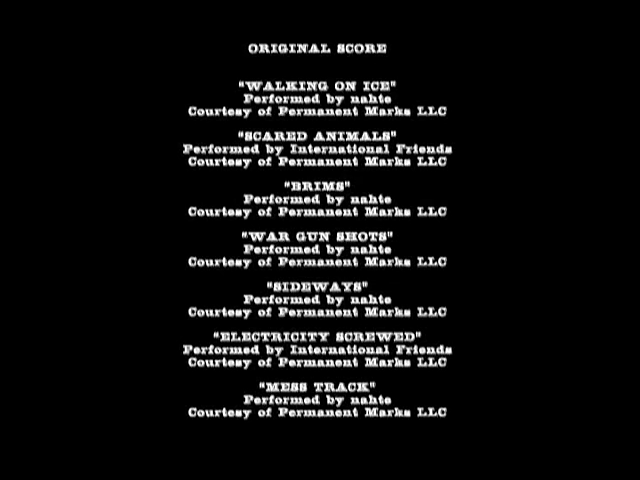 ORIGINAL SCORE
"WALKING ON ICE"
Performed by nahte
Courtesy of Permanent Marks LLC
"SCARED ANIMALS"
Performed by International Friends
Courtesy of Permanent Marks LLC
"BRIMS"
Performed by nahte
Courtesy of Permanent Marks LLC
"WAR GUN SHOTS"
Performed by nahte
Courtesy of Permanent Marks LLC
"SIDEWAYS"
Performed by nahte
Courtesy of Permanent Marks LLC
"ELECTRICITY SCREWED"
Performed by International Friends
Courtesy of Permanent Marks LLC
"MESS TRACK"
Performed by nahte
Courtesy of Permanent Marks LLC